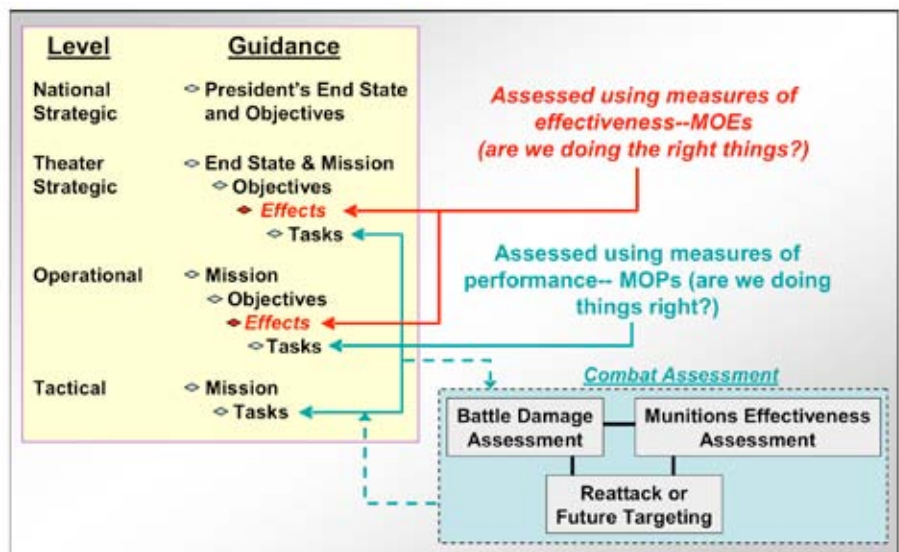 Level Guidance
National
Strategic
President's End State
and Objectives
Theater
Strategic
End State & Mission
Objectives
Effects
Tasks
Operational
Mission
Objectives
Effects
Tasks
Tactical
Mission
Tasks
Assessed using measures of
effectiveness--MOEs
(are we doing the right things?)
Assessed using measures of
performance-- MOPs (are we doing
things right?)
Combat Assessment
Battle Damage
Assessment
Munitions Effectiveness
Assessment
Reattack or
Future Targeting